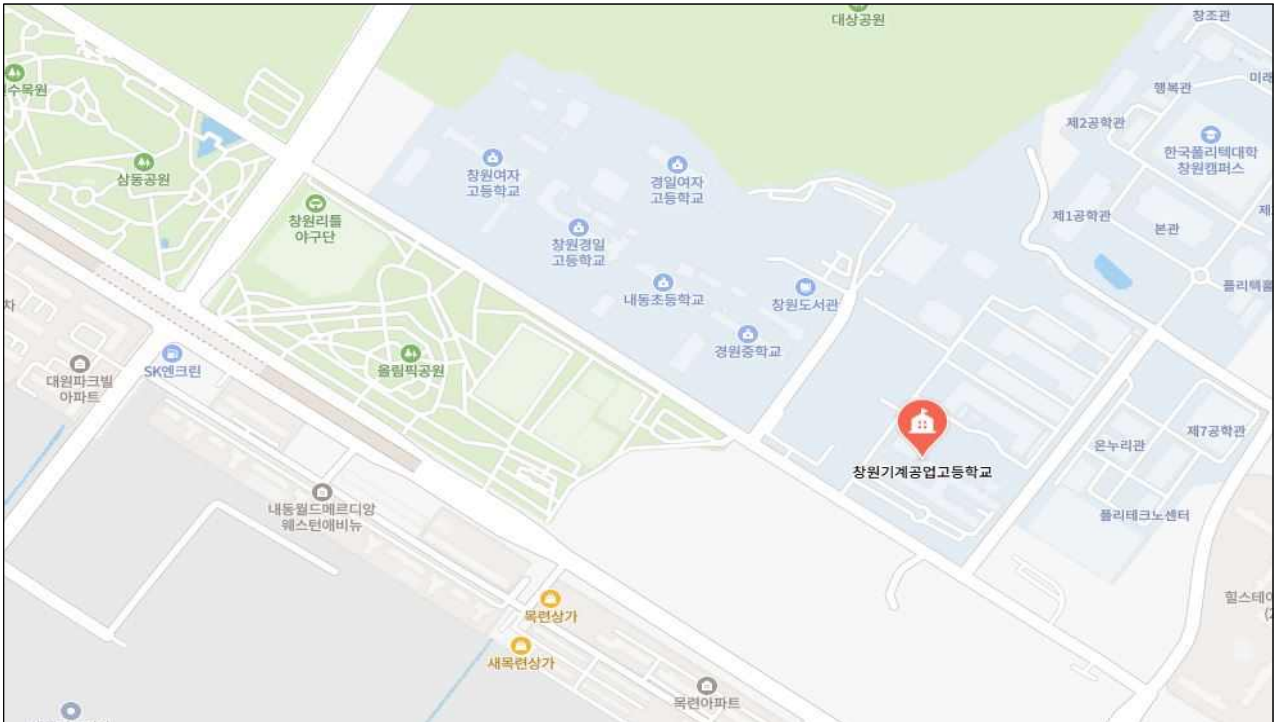 대상공원
창조관
수목원
행복관
미래
제2공학관
한국폴리텍대학
창원캠퍼스
삼동공원
창원여자
고등학교
경일여자
고등학교
창원리틀
야구단
제1공학관
본관
제
창원경일
고등학교
내동초등학교
창원도서관
폴리텍홀
차
경원중학교
SK엔크린
올림픽공원
대원파크빌
아파트
제7공학관
온누리관
창원기계공업고등학교
내동월드메르디앙
웨스턴애비뉴
폴리테크노센터
힐스테이
(2
목련상가
새목련상가
목련아파트